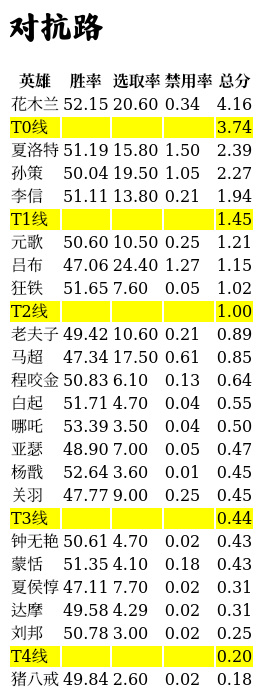 对抗路
英雄 胜率 选取率 禁用率 总分
花木兰 52.15 20.60 0.34 4.16
T0线 3.74
夏洛特 51.19 15.80 1.50 2.39
孙策 50.04 19.50 1.05 2.27
李信 51.11 13.80 0.21 1.94
T1线 1.45
元歌 50.60 10.50 0.25 1.21
吕布 47.06 24.40 1.27 1.15
狂铁 51.65 7.60 0.05 1.02
T2线 1.00
老夫子 49.42 10.60 0.21 0.89
马超 47.34 17.50 0.61 0.85
程咬金 50.83 6.10 0.13 0.64
白起 51.71 4.70 0.04 0.55
哪吒 53.39 3.50 0.04 0.50
亚瑟 48.90 7.00 0.05 0.47
杨戬 52.64 3.60 0.01 0.45
关羽 47.77 9.00 0.25 0.45
T3线 0.44
钟无艳 50.61 4.70 0.02 0.43
蒙恬 51.35 4.10 0.18 0.43
夏侯惇 47.11 7.70 0.02 0.31
达摩 49.58 4.29 0.02 0.31
刘邦 50.78 3.00 0.02 0.25
T4线 0.20
猪八戒 49.84 2.60 0.02 0.18